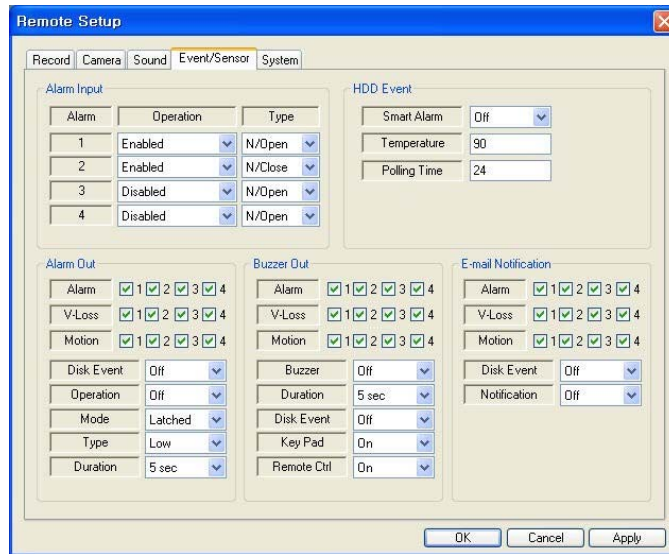 Remote Setup
Record Camera Sound Event/Sensor System
Alarm Input
Alarm Operation Type
1 Enabled N/Open
2 Enabled N/Close
3 Disabled N/Open
4 Disabled N/Open
HDD Event
Smart Alarm Off
Temperature 90
Polling Time 24
Alarm Out
Alarm 1 2 3 4
V-Loss 1 2 3 4
Motion 1 2 3 4
Disk Event Off
Operation Off
Mode Latched
Type Low
Duration 5 sec
Buzzer Out
Alarm 1 2 3 4
V-Loss 1 2 3 4
Motion 1 2 3 4
Buzzer Off
Duration 5 sec
Disk Event Off
Key Pad On
Remote Ctrl On
E-mail Notification
Alarm 1 2 3 4
V-Loss 1 2 3 4
Motion 1 2 3 4
Disk Event Off
Notification Off
OK Cancel Apply